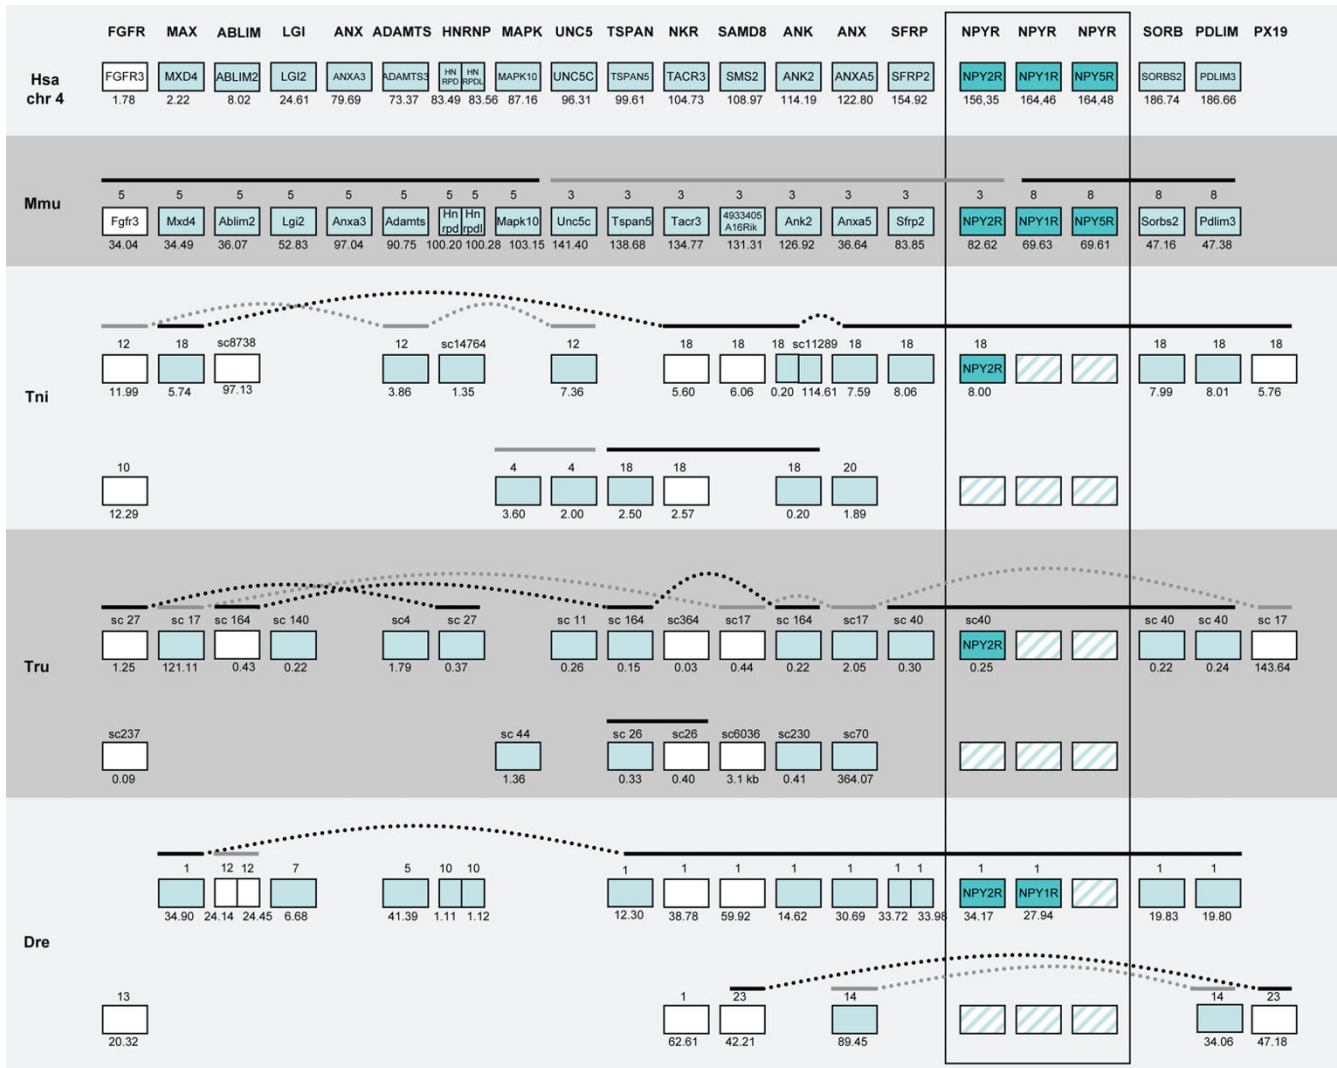 FGFR MAX ABLIM LGI ANX ADAMTS HNRNP MAPK UNC5 TSPAN NKR SAMD8 ANK ANX SFRP NPYR NPYR NPYR SORB PDLIM PX19
Hsa
chr 4
FGFR3 MXD4 ABLIM2 LGI2 ANXA3 ADAMTS3 HN RPD HN RPDL MAPK10 UNC5C TSPAN5 TACR3 SMS2 ANK2 ANXA5 SFRP2 NPY2R NPY1R NPY5R SORBS2 PDLIM3
1.78 2.22 8.02 24.61 79.69 73.37 83.49 83.56 87.16 96.31 99.61 104.73 108.97 114.19 122.80 154.92 156,35 164,46 164,48 186.74 186.66
Mmu
5 5 5 5 5 5 5 5 5 3 3 3 3 3 3 3 3 8 8 8 8
Fgfr3 Mxd4 Ablim2 Lgi2 Anxa3 Adamts Hn rpd Hn rpdl Mapk10 Unc5c Tspan5 Tacr3 4933405 A16Rik Ank2 Anxa5 Sfrp2 NPY2R NPY1R NPY5R Sorbs2 Pdlim3
34.04 34.49 36.07 52.83 97.04 90.75 100.20 100.28 103.15 141.40 138.68 134.77 131.31 126.92 36.64 83.85 82.62 69.63 69.61 47.16 47.38
12 18 sc8738 12 sc14764 12 18 18 18 sc11289 18 18 18 18 18 18
NPY2R
11.99 5.74 97.13 3.86 1.35 7.36 5.60 6.06 0.20 114.61 7.59 8.06 8.00 7.99 8.01 5.76
Tni
10 4 4 18 18 18 20
12.29 3.60 2.00 2.50 2.57 0.20 1.89
sc 27 sc 17 sc 164 sc 140 sc4 sc 27 sc 11 sc 164 sc364 sc17 sc 164 sc17 sc 40 sc40 sc 40 sc 40 sc 17
NPY2R
1.25 121.11 0.43 0.22 1.79 0.37 0.26 0.15 0.03 0.44 0.22 2.05 0.30 0.25 0.22 0.24 143.64
Tru
sc237 sc 44 sc 26 sc26 sc6036 sc230 sc70
0.09 1.36 0.33 0.40 3.1 kb 0.41 364.07
1 12 12 7 5 10 10 1 1 1 1 1 1 1 1 1 1 1
NPY2R NPY1R
34.90 24.14 24.45 6.68 41.39 1.11 1.12 12.30 38.78 59.92 14.62 30.69 33.72 33.98 34.17 27.94 19.83 19.80
Dre
13 1 23 14 14 23
20.32 62.61 42.21 89.45 34.06 47.18